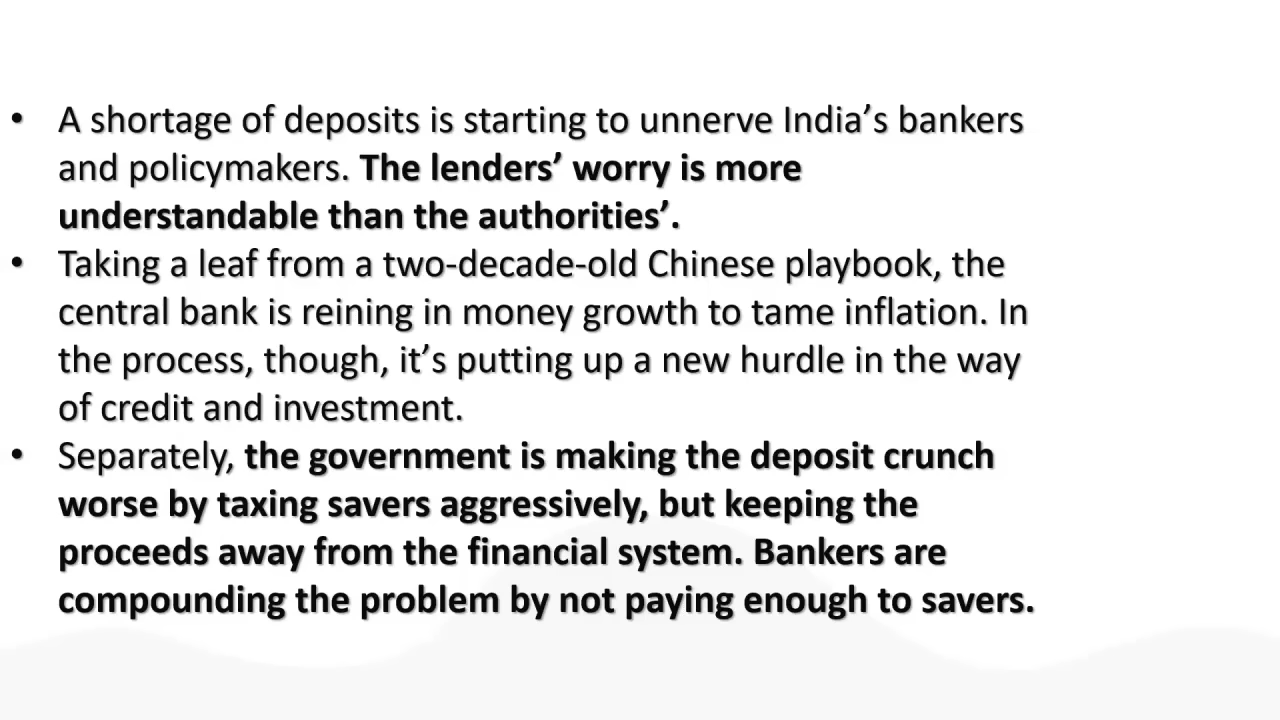 • A shortage of deposits is starting to unnerve India’s bankers
and policymakers. The lenders’ worry is more
understandable than the authorities’.
• Taking a leaf from a two-decade-old Chinese playbook, the
central bank is reining in money growth to tame inflation. In
the process, though, it’s putting up a new hurdle in the way
of credit and investment.
• Separately, the government is making the deposit crunch
worse by taxing savers aggressively, but keeping the
proceeds away from the financial system. Bankers are
compounding the problem by not paying enough to savers.